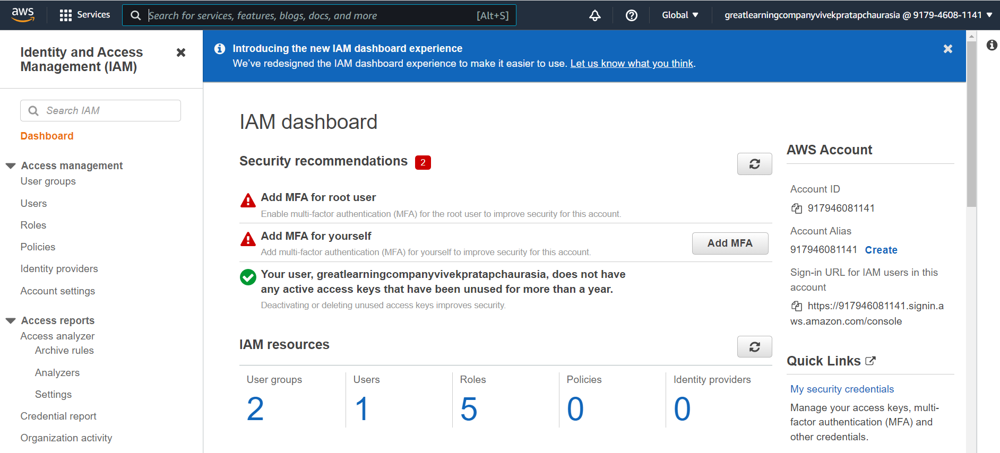 aws
Services
Search for services, features, blogs, docs, and more
[Alt+S]
Global
greatlearningcompanyvivekpratapchaurasia @ 9179-4608-1141
Identity and Access
Management (IAM)
Search IAM
Dashboard
Access management
User groups
Users
Roles
Policies
Identity providers
Account settings
Access reports
Access analyzer
Archive rules
Analyzers
Settings
Credential report
Organization activity
Introducing the new IAM dashboard experience
We've redesigned the IAM dashboard experience to make it easier to use. Let us know what you think.
IAM dashboard
Security recommendations 2
Add MFA for root user
Enable multi-factor authentication (MFA) for the root user to improve security for this account.
Add MFA for yourself
Add multi-factor authentication (MFA) for yourself to improve security for this account.
Add MFA
Your user, greatlearningcompanyvivekpratapchaurasia, does not have
any active access keys that have been unused for more than a year.
Deactivating or deleting unused access keys improves security.
IAM resources
User groups
2
Users
1
Roles
5
Policies
0
Identity providers
0
AWS Account
Account ID
917946081141
Account Alias
917946081141 Create
Sign-in URL for IAM users in this
account
https://917946081141.signin.a
ws.amazon.com/console
Quick Links
My security credentials
Manage your access keys, multi-
factor authentication (MFA) and
other credentials.